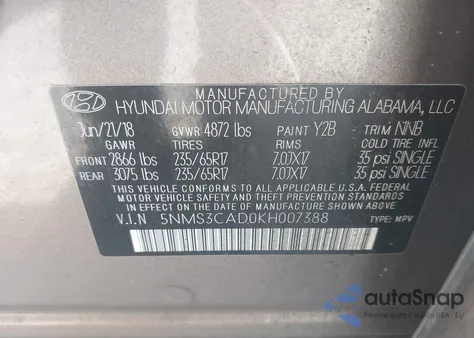 MANUFACTURED BY
HYUNDAI MOTOR MANUFACTURING ALABAMA, LLC
Jun/21/18 GVWR 4872 lbs PAINT Y2B TRIM NNB
GAWR TIRES RIMS COLD TIRE INFL
FRONT 2866 lbs 235/65R17 7.0JX17 35 psi SINGLE
REAR 3075 lbs 235/65R17 7.0JX17 35 psi SINGLE
THIS VEHICLE CONFORMS TO ALL APPLICABLE U.S.A. FEDERAL
MOTOR VEHICLE SAFETY, BUMPER, AND THEFT PREVENTION
STANDARDS IN EFFECT ON THE DATE OF MANUFACTURE SHOWN ABOVE.
V.I.N 5NMS3CAD0KH007388 TYPE: MPV
autoSnap